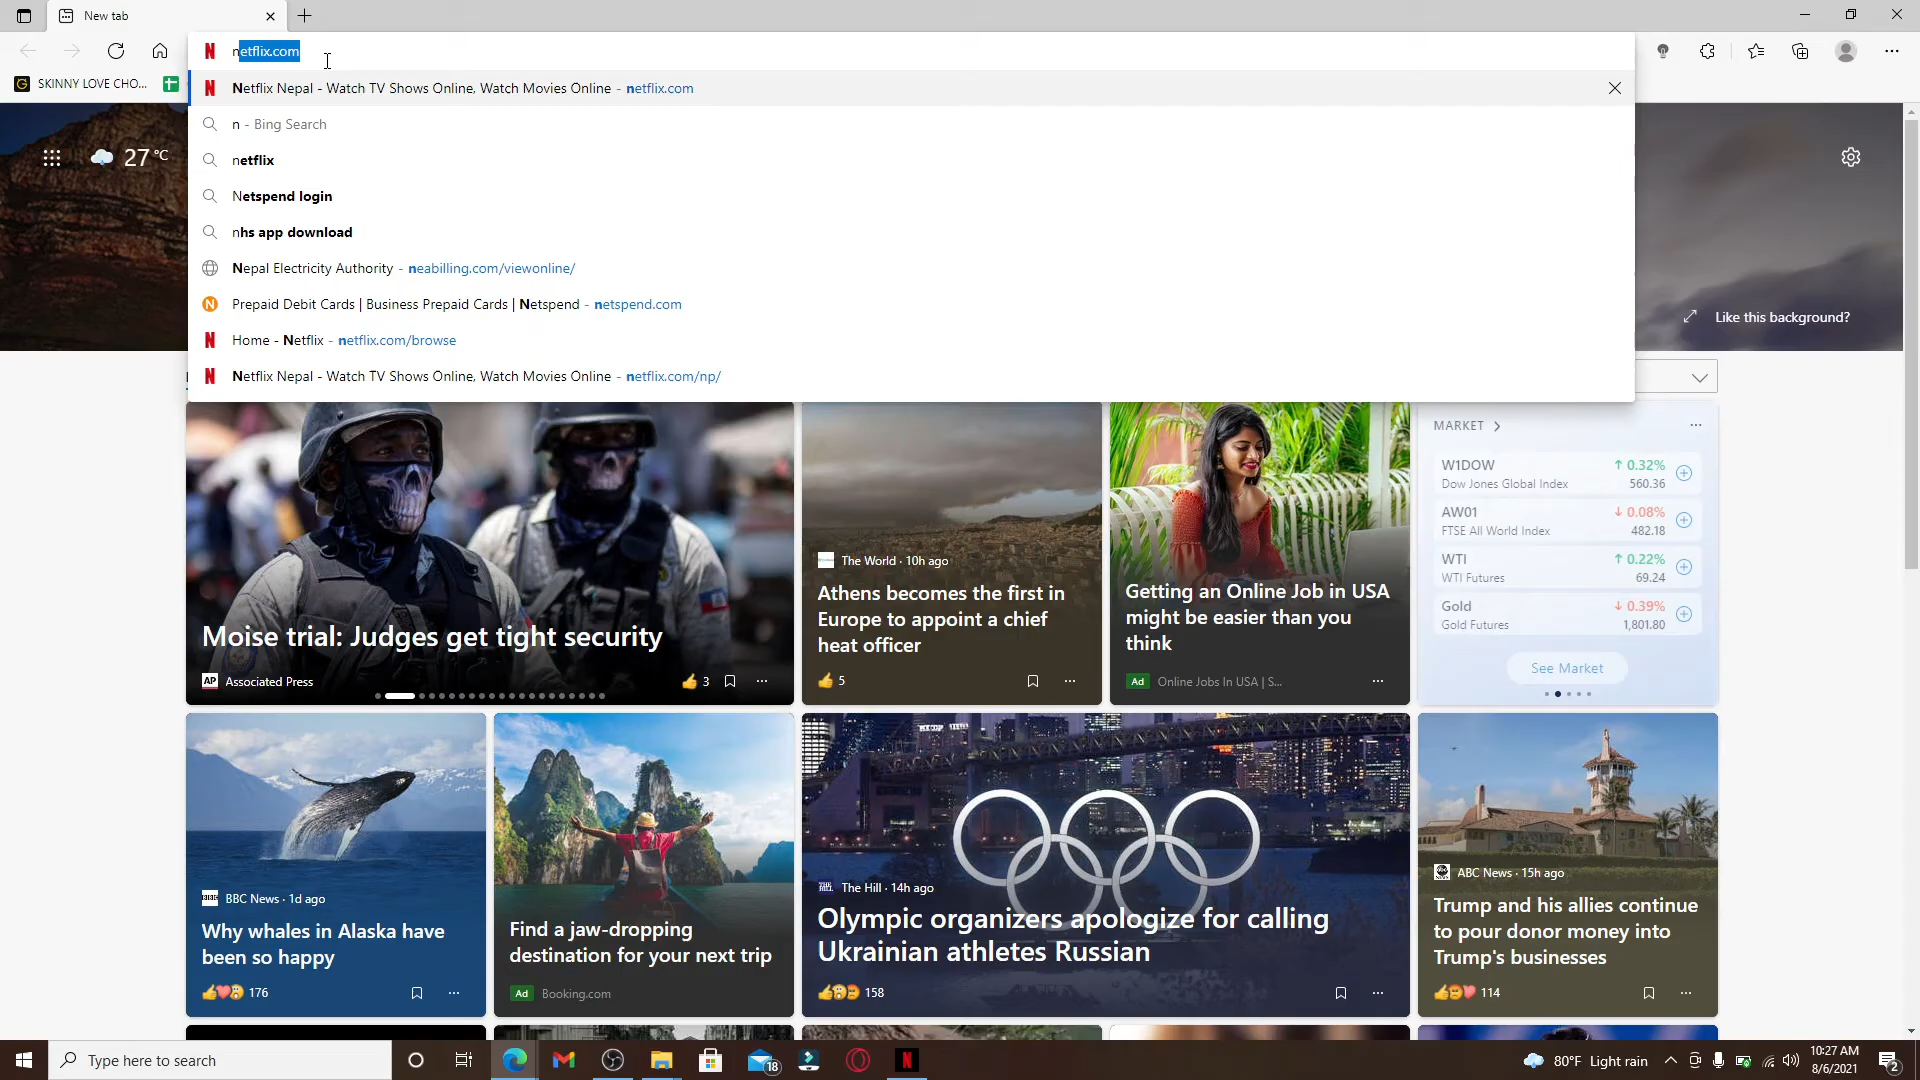 New tab
netflix.com
SKINNY LOVE CHO...
Netflix Nepal - Watch TV Shows Online, Watch Movies Online - netflix.com
n - Bing Search
netflix
Netspend login
nhs app download
Nepal Electricity Authority - neabilling.com/viewonline/
Prepaid Debit Cards | Business Prepaid Cards | Netspend - netspend.com
Home - Netflix - netflix.com/browse
Netflix Nepal - Watch TV Shows Online, Watch Movies Online - netflix.com/np/
27 °C
Like this background?
Moise trial: Judges get tight security
AP Associated Press
3
The World · 10h ago
Athens becomes the first in
Europe to appoint a chief
heat officer
5
Getting an Online Job in USA
might be easier than you
think
Ad Online Jobs In USA | S...
MARKET
W1DOW ↑ 0.32%
Dow Jones Global Index 560.36
AW01 ↓ 0.08%
FTSE All World Index 482.18
WTI ↑ 0.22%
WTI Futures 69.24
Gold ↓ 0.39%
Gold Futures 1,801.80
See Market
BBC News · 1d ago
Why whales in Alaska have
been so happy
176
Find a jaw-dropping
destination for your next trip
Ad Booking.com
The Hill · 14h ago
Olympic organizers apologize for calling
Ukrainian athletes Russian
158
ABC News · 15h ago
Trump and his allies continue
to pour donor money into
Trump's businesses
114
Type here to search
18
80°F Light rain
10:27 AM
8/6/2021
2